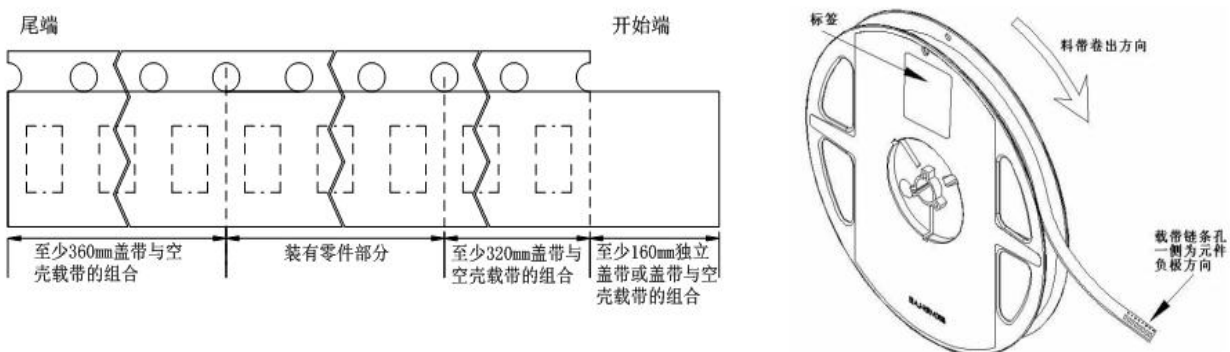 尾端
开始端
至少360mm盖带与空
壳载带的组合
装有零件部分
至少320mm盖带与
空壳载带的组合
至少160mm独立
盖带或盖带与空
壳载带的组合
标签
料带卷出方向
载带链条孔
一侧为元件
负极方向